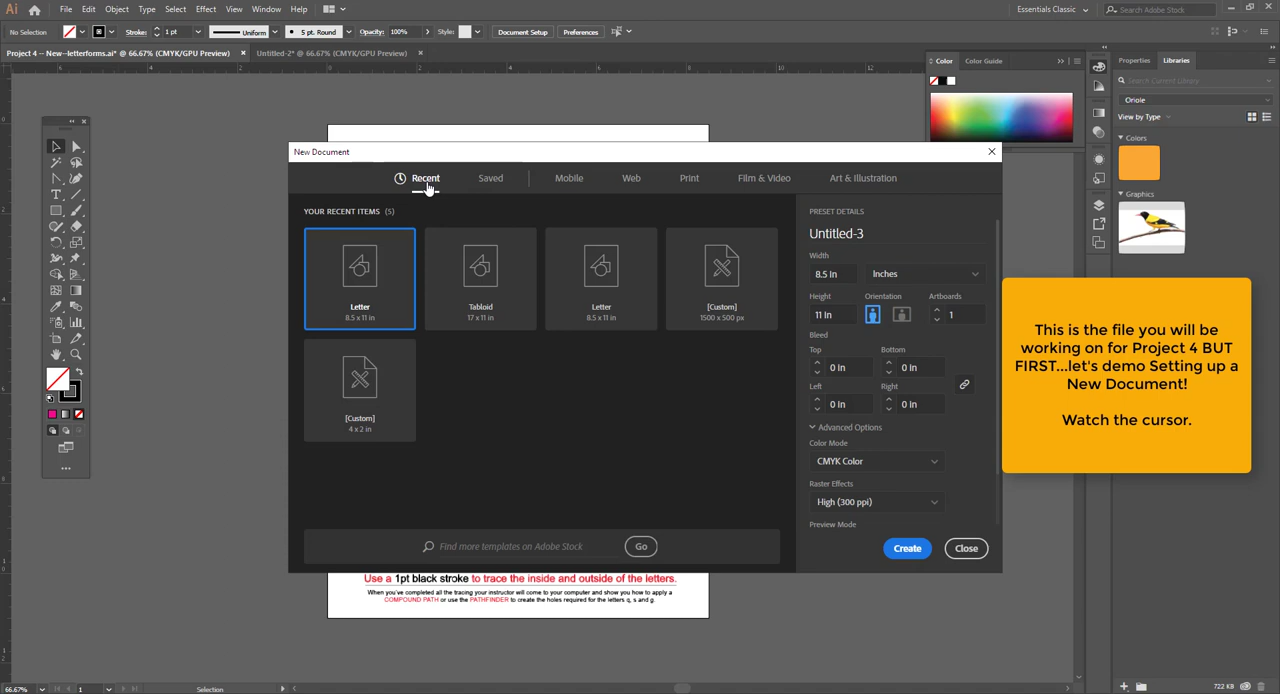 Ai File Edit Object Type Select Effect View Window Help Essentials Classic Search Adobe Stock
No Selection Stroke: 1 pt Uniform 5 pt. Round Opacity: 100% Style: Document Setup Preferences
Project 4 -- New--letterforms.ai* @ 66.67% (CMYK/GPU Preview) × Untitled-2* @ 66.67% (CMYK/GPU Preview) ×
Color Color Guide
Properties Libraries
Search Current Library
Oriole
View by Type
Colors
Graphics
New Document
Recent Saved Mobile Web Print Film & Video Art & Illustration
YOUR RECENT ITEMS (5)
Letter
8.5 x 11 in
Tabloid
17 x 11 in
Letter
8.5 x 11 in
[Custom]
1500 x 500 px
[Custom]
4 x 2 in
Find more templates on Adobe Stock Go
PRESET DETAILS
Untitled-3
Width
8.5 in Inches
Height Orientation Artboards
11 in 1
Bleed
Top Bottom
0 in 0 in
Left Right
0 in 0 in
Advanced Options
Color Mode
CMYK Color
Raster Effects
High (300 ppi)
Preview Mode
Create Close
This is the file you will be
working on for Project 4 BUT
FIRST...let's demo Setting up a
New Document!
Watch the cursor.
Use a 1pt black stroke to trace the inside and outside of the letters.
When you've completed all the tracing your instructor will come to your computer and show you how to apply a
COMPOUND PATH or use the PATHFINDER to create the holes required for the letters q, s and g.
66.67% 1 Selection 722 KB